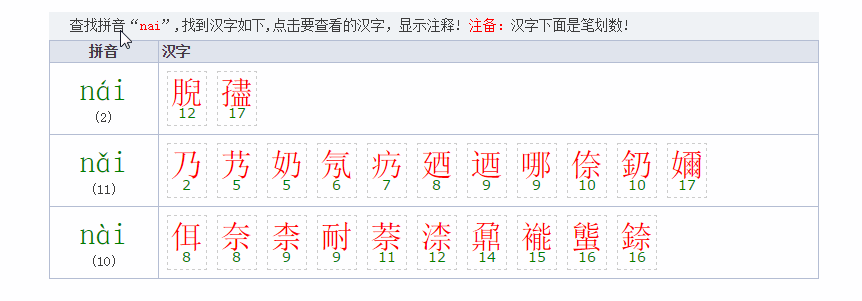 查找拼音“nai”,找到汉字如下,点击要查看的汉字，显示注释! 注备：汉字下面是笔划数!
拼音 汉字
nái 腉 孻
(2) 12 17
nǎi 乃 艿 奶 氖 疓 廼 迺 哪 倷 釢 嬭
(11) 2 5 5 6 7 8 9 9 10 10 17
nài 佴 奈 柰 耐 萘 渿 鼐 褦 螚 錼
(10) 8 8 9 9 11 12 14 15 16 16